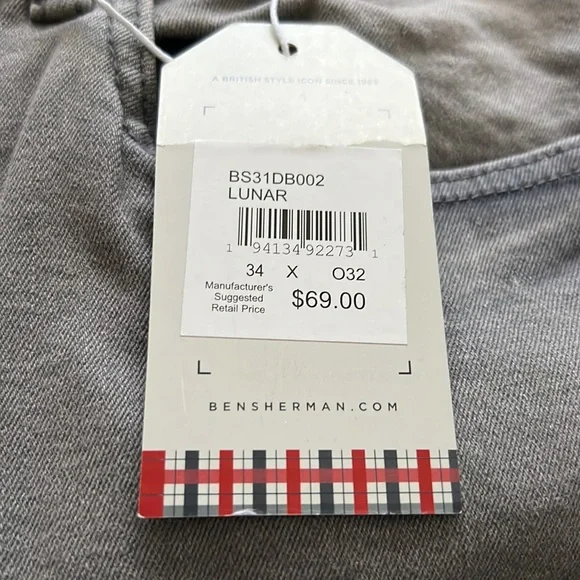 A BRITISH STYLE ICON SINCE 1963
BS31DB002
LUNAR
1 94134 92273 1
34 X O32
Manufacturer's
Suggested
Retail Price
$69.00
BENSHERMAN.COM